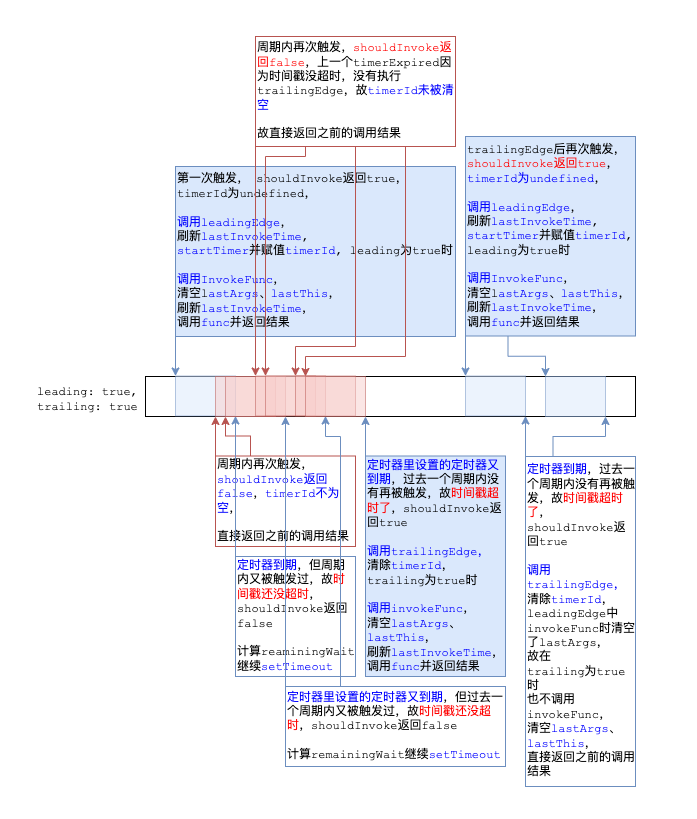 周期内再次触发，shouldInvoke返
回false，上一个timerExpired因
为时间戳没超时，没有执行
trailingEdge，故timerId未被清
空
故直接返回之前的调用结果
trailingEdge后再次触发，
shouldInvoke返回true，
timerId为undefined，
调用leadingEdge，
刷新lastInvokeTime，
startTimer并赋值timerId，
leading为true时
调用InvokeFunc，
清空lastArgs、lastThis，
刷新lastInvokeTime，
调用func并返回结果
第一次触发， shouldInvoke返回true，
timerId为undefined，
调用leadingEdge，
刷新lastInvokeTime，
startTimer并赋值timerId, leading为true时
调用InvokeFunc，
清空lastArgs、lastThis，
刷新lastInvokeTime，
调用func并返回结果
leading: true,
trailing: true
周期内再次触发，
shouldInvoke返回
false，timerId不为
空，
直接返回之前的调用结果
定时器到期，但周期
内又被触发过，故时
间戳还没超时，
shouldInvoke返回
false
计算reaminingWait
继续setTimeout
定时器里设置的定时器又到期，但过去一
个周期内又被触发过，故时间戳还没超
时，shouldInvoke返回false
计算remainingWait继续setTimeout
定时器里设置的定时器又
到期，过去一个周期内没
有再被触发，故时间戳超
时了，shouldInvoke返
回true
调用trailingEdge，
清除timerId，
trailing为true时
调用invokeFunc，
清空lastArgs、
lastThis，
刷新lastInvokeTime，
调用func并返回结果
定时器到期，过去一
个周期内没有再被触
发，故时间戳超时
了，
shouldInvoke返
回true
调用
trailingEdge，
清除timerId，
leadingEdge中
invokeFunc时清空
了lastArgs，
故在
trailing为true
时
也不调用
invokeFunc，
清空lastArgs、
lastThis，
直接返回之前的调用
结果